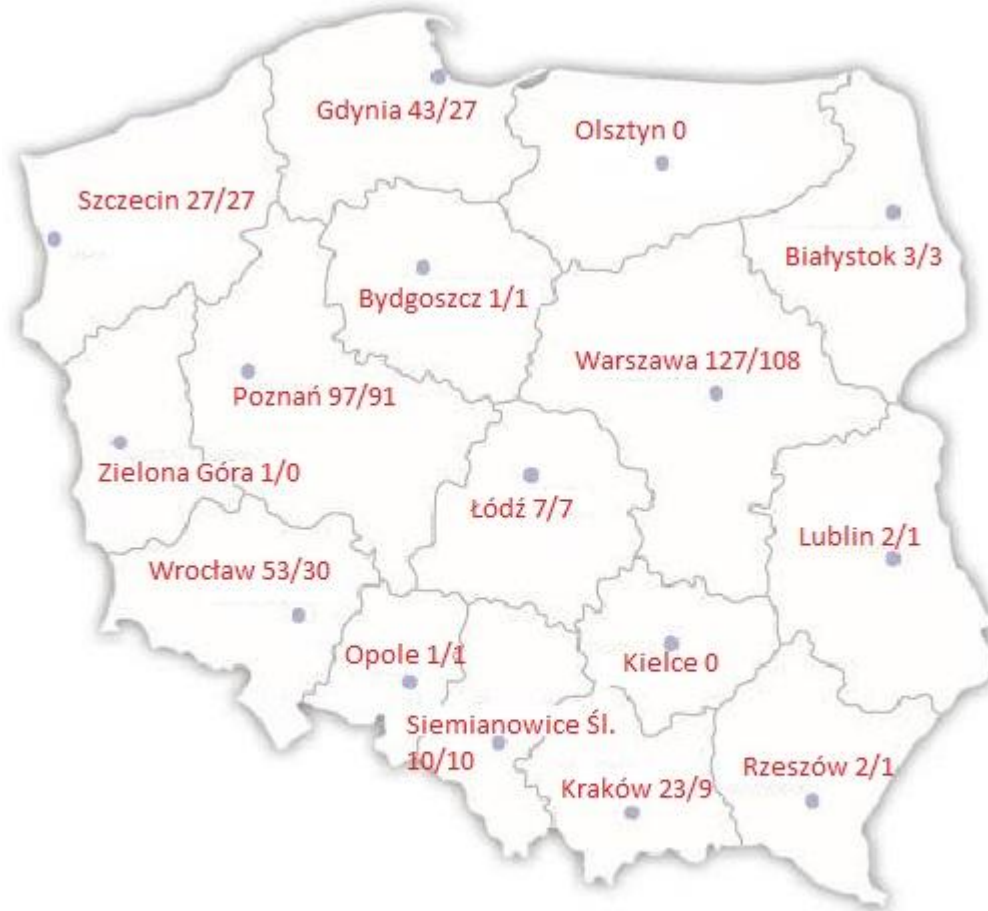 Gdynia 43/27
Olsztyn 0
Szczecin 27/27
Białystok 3/3
Bydgoszcz 1/1
Warszawa 127/108
Poznań 97/91
Zielona Góra 1/0
Łódź 7/7
Lublin 2/1
Wrocław 53/30
Opole 1/1
Kielce 0
Siemianowice Śl.
10/10
Rzeszów 2/1
Kraków 23/9